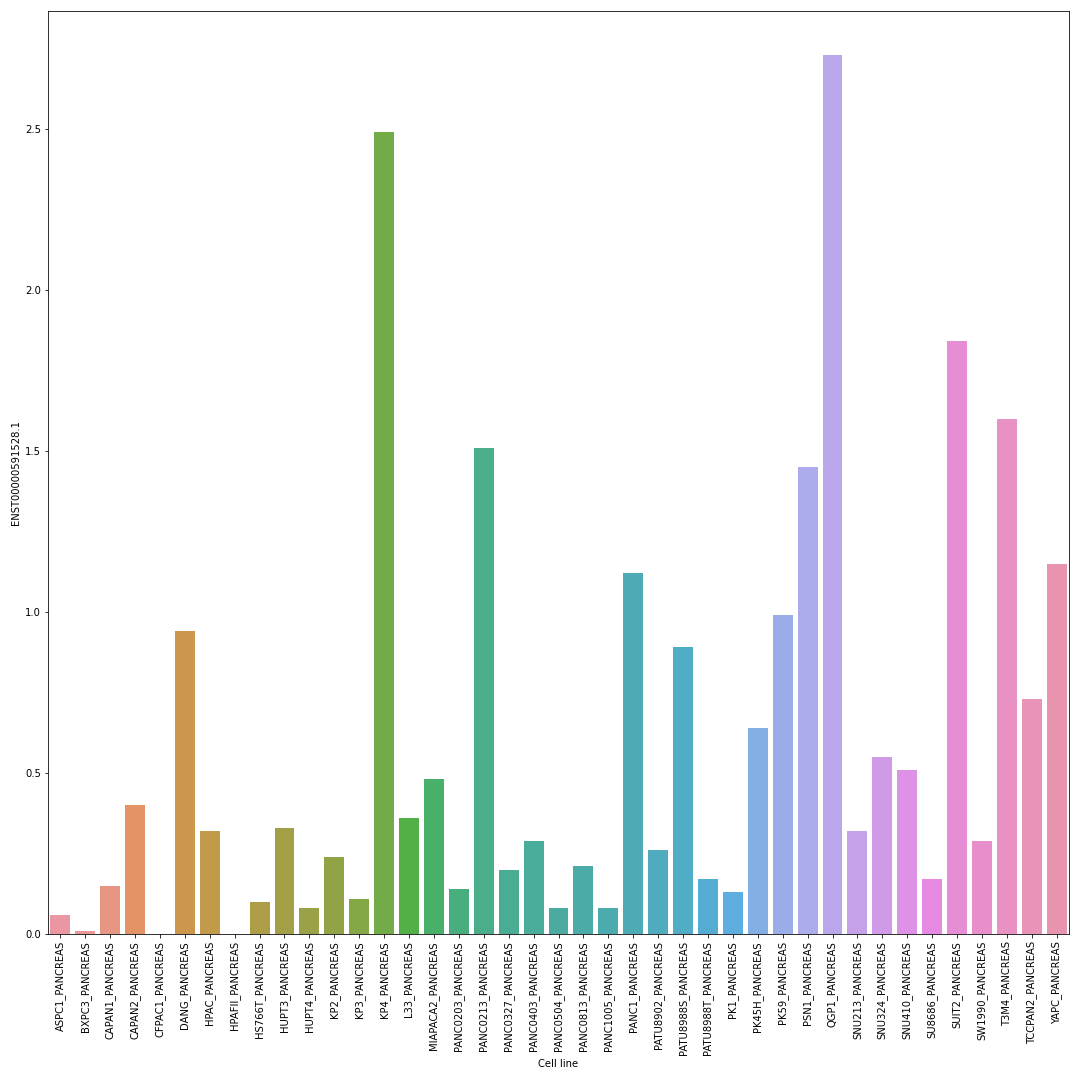 ENST00000591528.1
2.5
2.0
1.5
1.0
0.5
0.0
ASPC1_PANCREAS
BXPC3_PANCREAS
CAPAN1_PANCREAS
CAPAN2_PANCREAS
CFPAC1_PANCREAS
DANG_PANCREAS
HPAC_PANCREAS
HPAFII_PANCREAS
HS766T_PANCREAS
HUPT3_PANCREAS
HUPT4_PANCREAS
KP2_PANCREAS
KP3_PANCREAS
KP4_PANCREAS
L33_PANCREAS
MIAPACA2_PANCREAS
PANC0203_PANCREAS
PANC0213_PANCREAS
PANC0327_PANCREAS
PANC0403_PANCREAS
PANC0504_PANCREAS
PANC0813_PANCREAS
PANC1005_PANCREAS
PANC1_PANCREAS
PATU8902_PANCREAS
PATU8988S_PANCREAS
PATU8988T_PANCREAS
PK1_PANCREAS
PK45H_PANCREAS
PK59_PANCREAS
PSN1_PANCREAS
QGP1_PANCREAS
SNU213_PANCREAS
SNU324_PANCREAS
SNU410_PANCREAS
SU8686_PANCREAS
SUIT2_PANCREAS
SW1990_PANCREAS
T3M4_PANCREAS
TCCPAN2_PANCREAS
YAPC_PANCREAS
Cell line